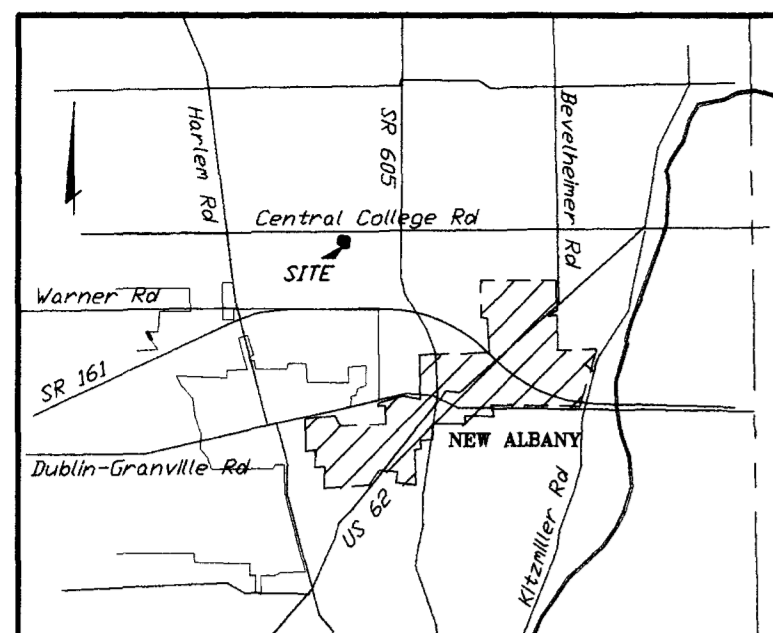 Harlem Rd
SR 605
Bevelheimer Rd
Central College Rd
SITE
Warner Rd
SR 161
NEW ALBANY
Dublin-Granville Rd
US 62
Kitzmiller Rd